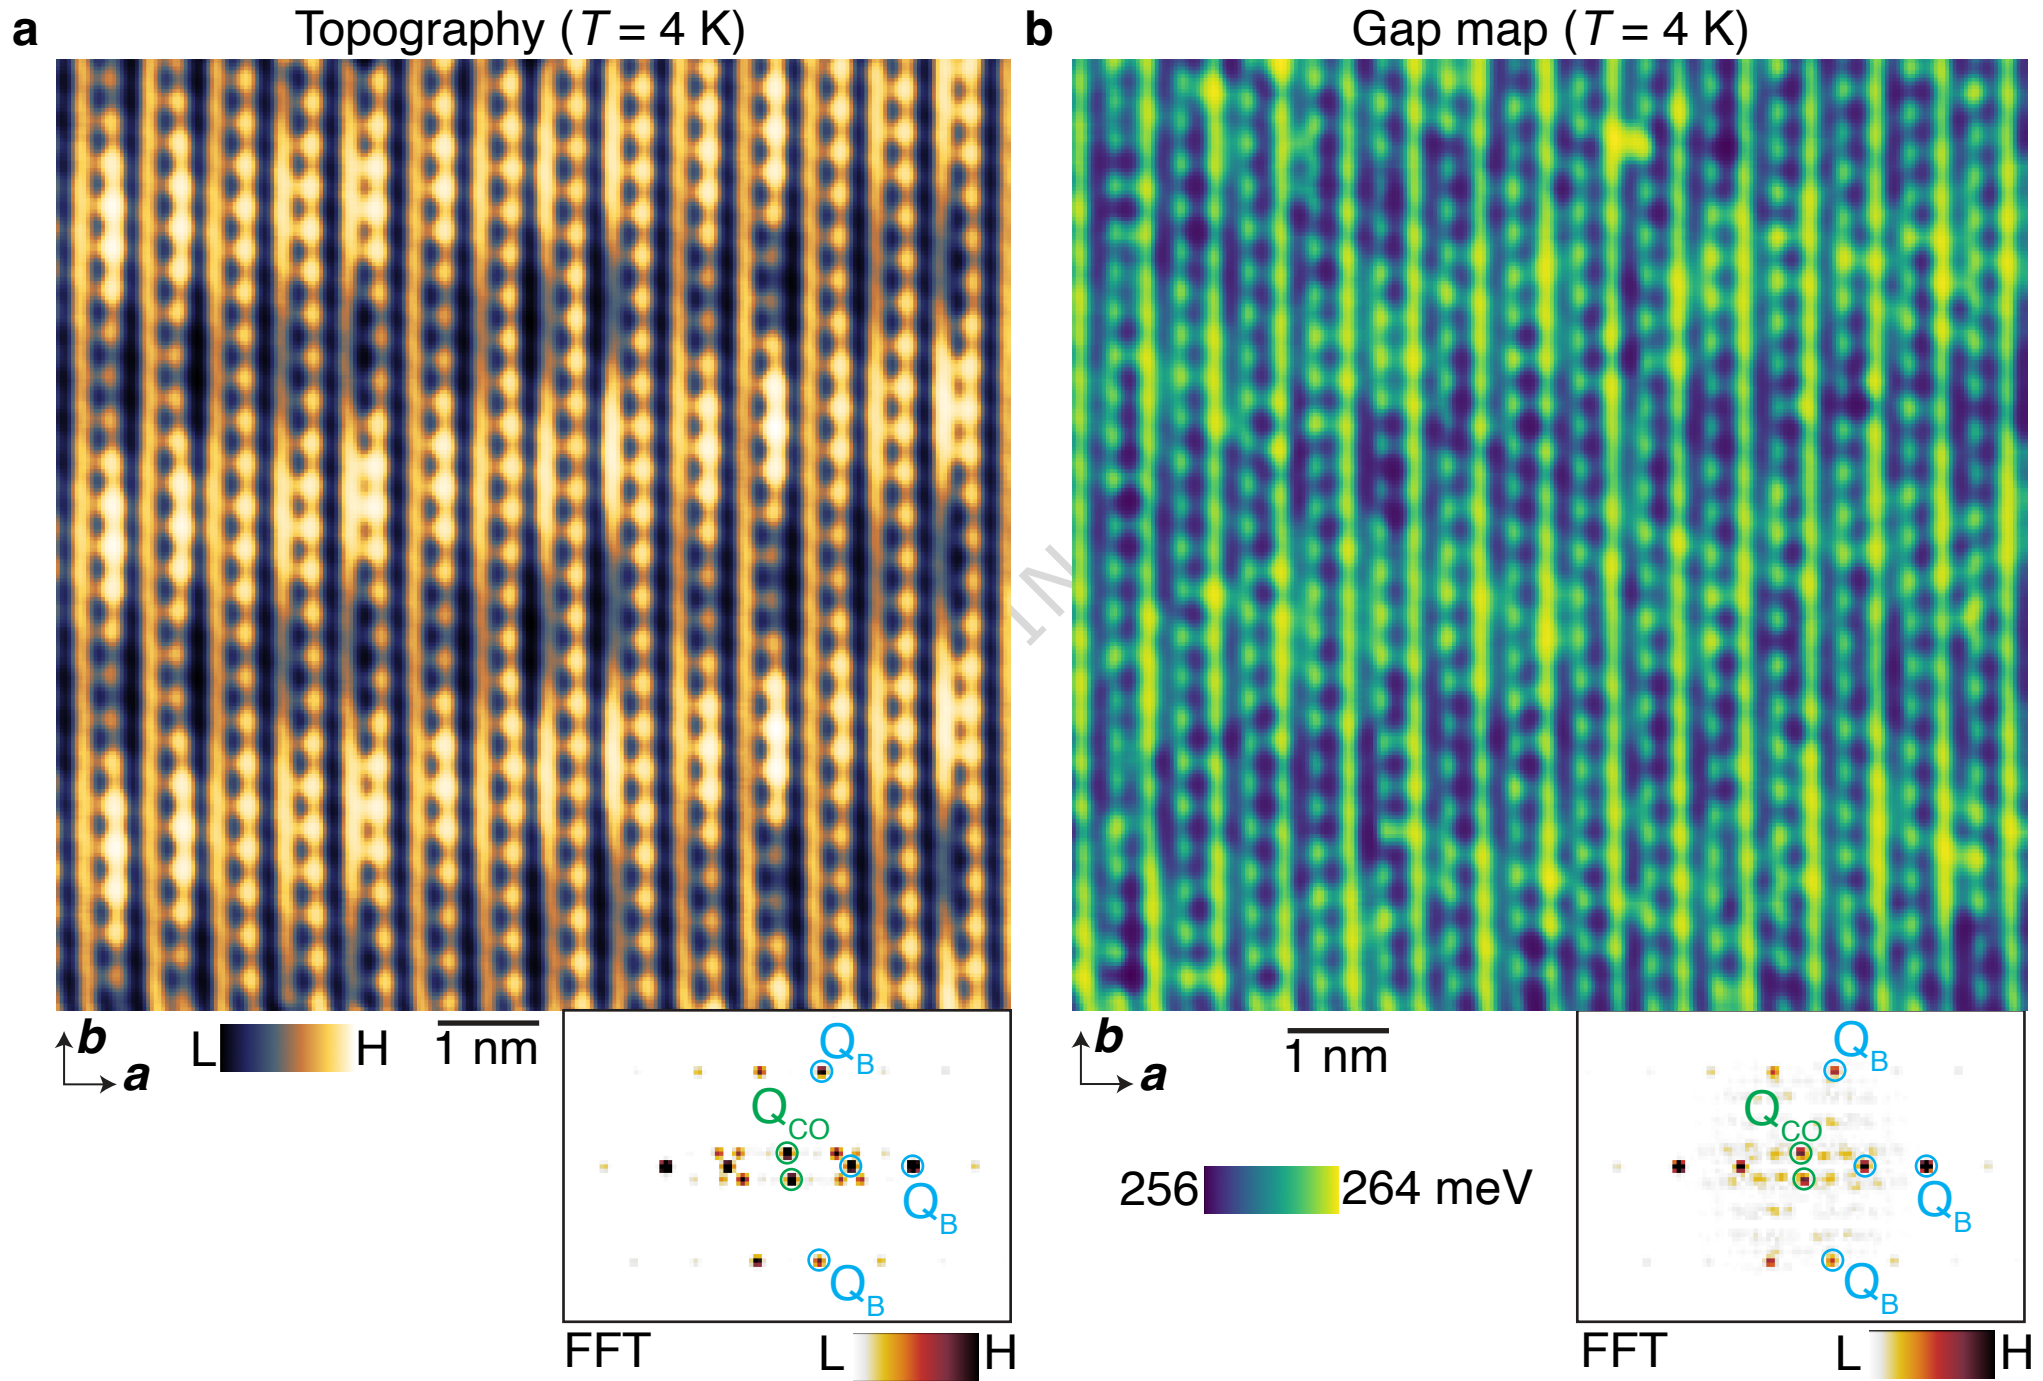 a Topography (T = 4 K)
b Gap map (T = 4 K)
IN
b
a
L H
1 nm
Q_B
Q_CO
Q_B
Q_B
FFT
L H
b
a
1 nm
256 264 meV
Q_B
Q_CO
Q_B
Q_B
FFT
L H